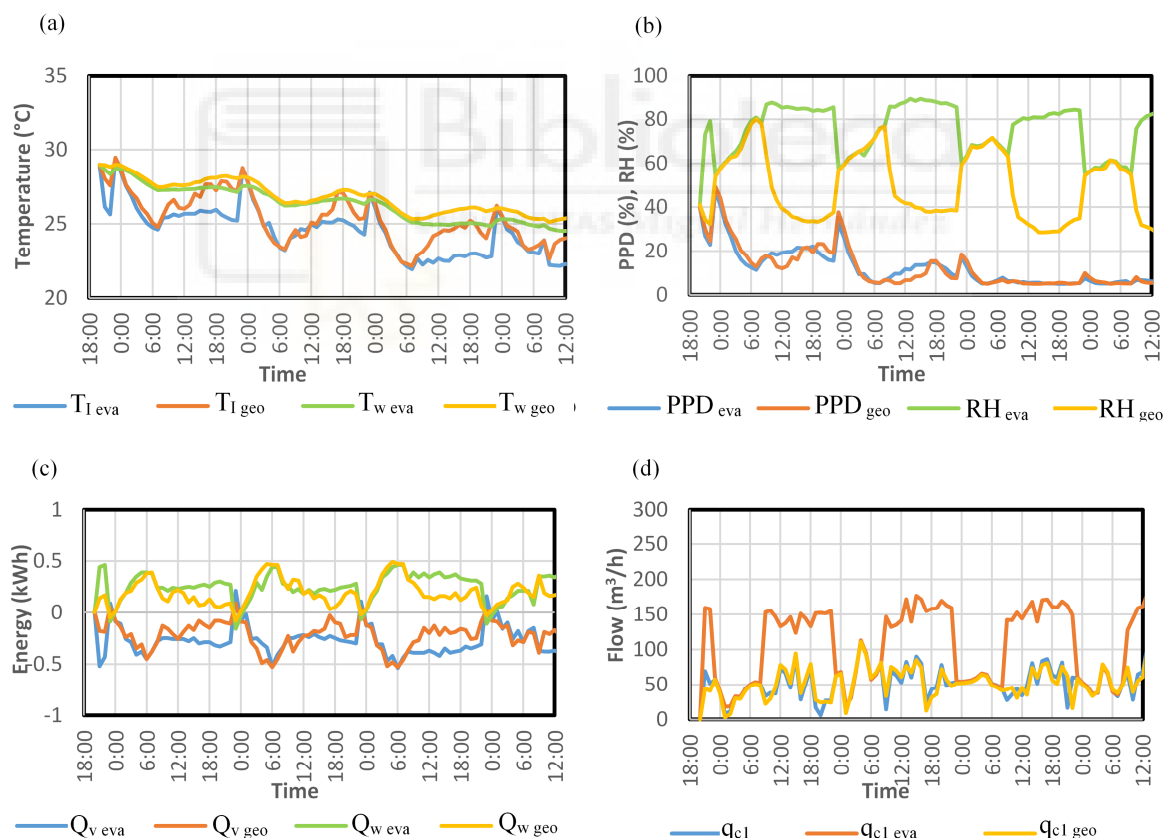 (a)
35
30
25
20
Temperature (°C)
18:00 0:00 6:00 12:00 18:00 0:00 6:00 12:00 18:00 0:00 6:00 12:00 18:00 0:00 6:00 12:00
Time
T I eva T I geo T w eva T w geo
(b)
100
80
60
40
20
0
PPD (%), RH (%)
18:00 0:00 6:00 12:00 18:00 0:00 6:00 12:00 18:00 0:00 6:00 12:00 18:00 0:00 6:00 12:00
Time
PPD eva PPD geo RH eva RH geo
(c)
1
0.5
0
-0.5
-1
Energy (kWh)
18:00 0:00 6:00 12:00 18:00 0:00 6:00 12:00 18:00 0:00 6:00 12:00 18:00 0:00 6:00 12:00
Time
Q v eva Q v geo Q w eva Q w geo
(d)
300
250
200
150
100
50
0
Flow (m³/h)
18:00 0:00 6:00 12:00 18:00 0:00 6:00 12:00 18:00 0:00 6:00 12:00 18:00 0:00 6:00 12:00
Time
q c1 q c1 eva q c1 geo